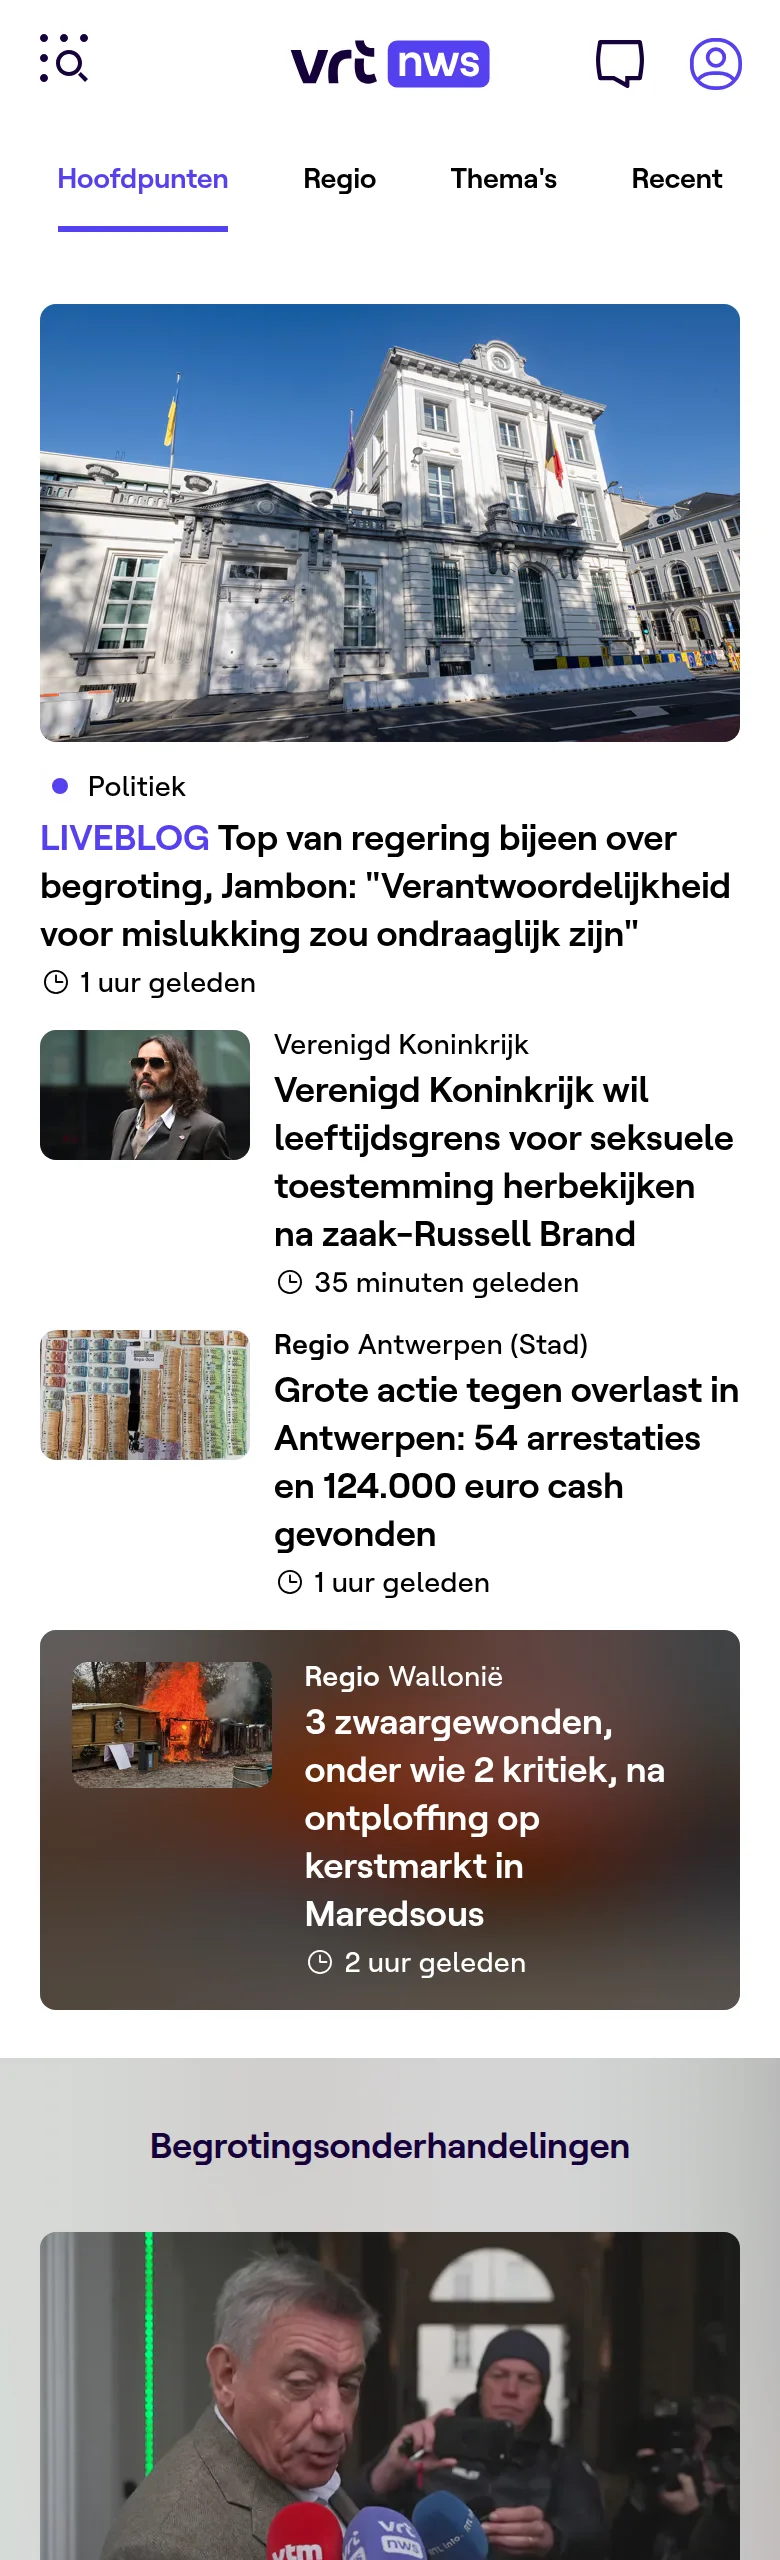 vrt nws
Hoofdpunten Regio Thema's Recent
Politiek
LIVEBLOG Top van regering bijeen over
begroting, Jambon: "Verantwoordelijkheid
voor mislukking zou ondraaglijk zijn"
1 uur geleden
Verenigd Koninkrijk
Verenigd Koninkrijk wil
leeftijdsgrens voor seksuele
toestemming herbekijken
na zaak-Russell Brand
35 minuten geleden
Regio Antwerpen (Stad)
Grote actie tegen overlast in
Antwerpen: 54 arrestaties
en 124.000 euro cash
gevonden
1 uur geleden
Regio Wallonië
3 zwaargewonden,
onder wie 2 kritiek, na
ontploffing op
kerstmarkt in
Maredsous
2 uur geleden
Begrotingsonderhandelingen
vtm
vrt
nws
RTL info